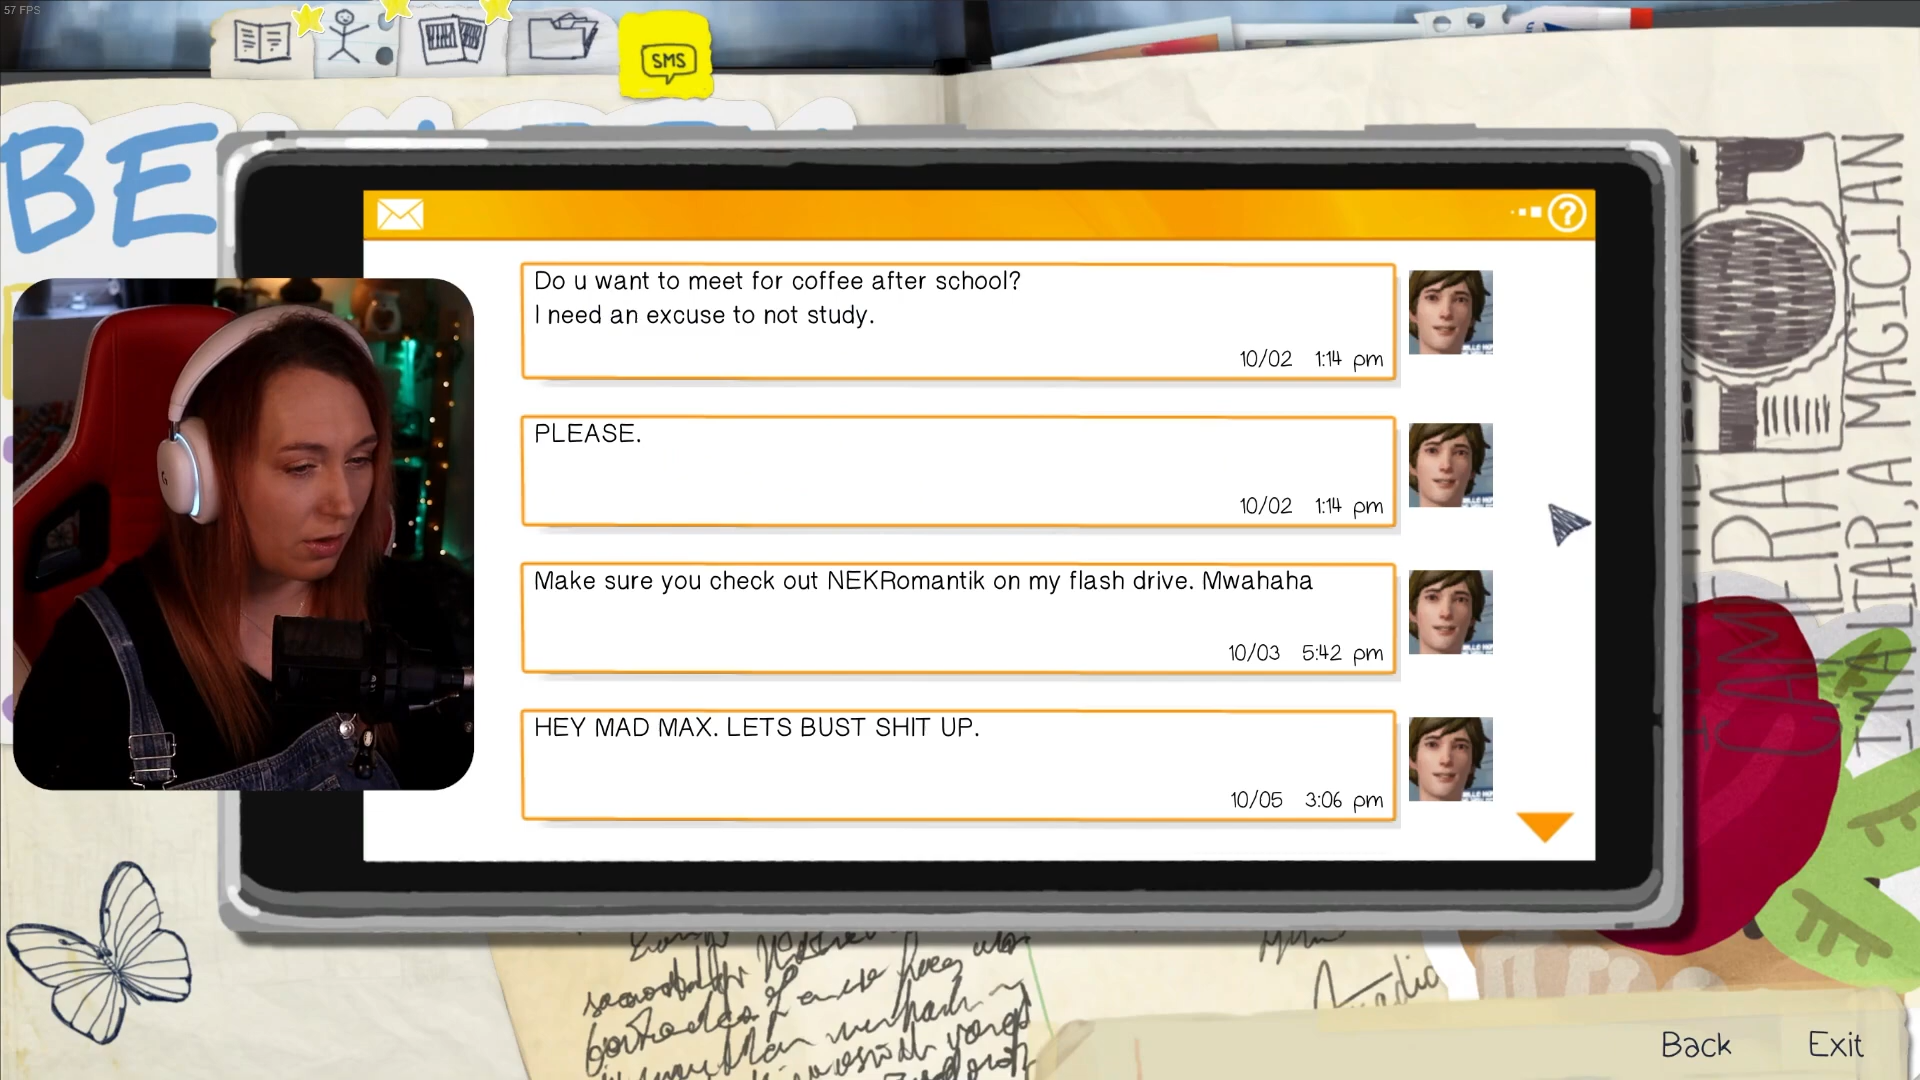 57 FPS
SMS
BE
Do u want to meet for coffee after school?
I need an excuse to not study.
10/02 1:14 pm
PLEASE.
10/02 1:14 pm
Make sure you check out NEKRomantik on my flash drive. Mwahaha
10/03 5:42 pm
HEY MAD MAX. LETS BUST SHIT UP.
10/05 3:06 pm
CAMERA
LIAR, A MAGICIAN
Back
Exit